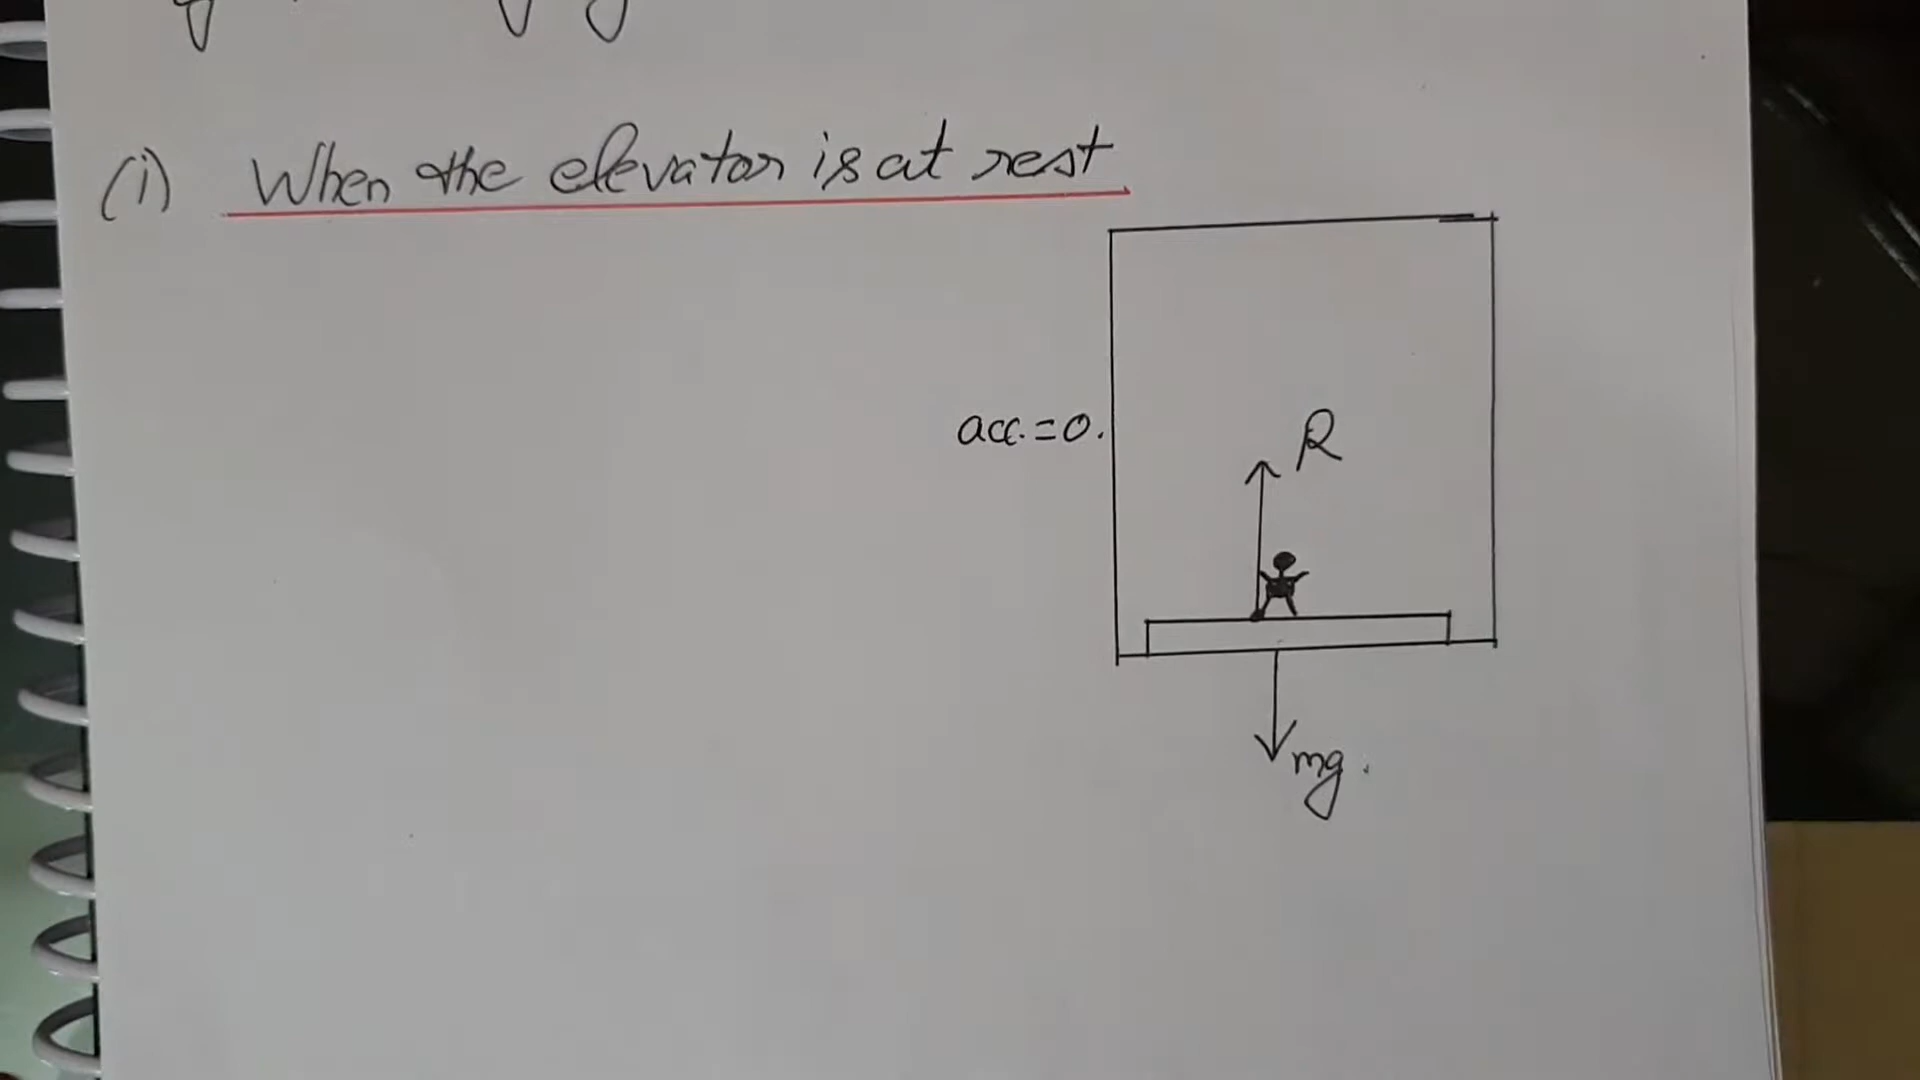 (i) When the elevator is at rest
acc. = 0.
R
mg.